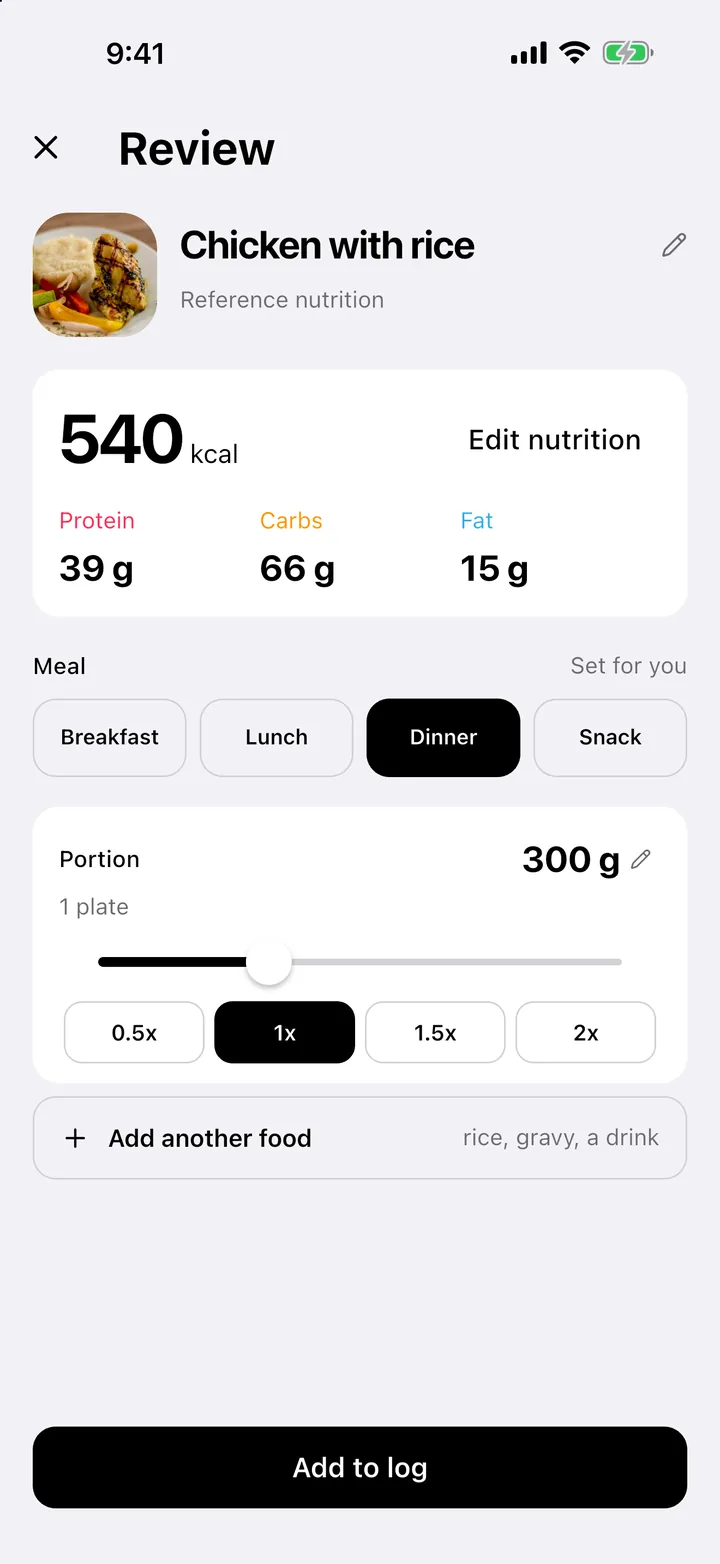 9:41
Review
Chicken with rice
Reference nutrition
540 kcal
Edit nutrition
Protein Carbs Fat
39 g 66 g 15 g
Meal Set for you
Breakfast Lunch Dinner Snack
Portion 300 g
1 plate
0.5x 1x 1.5x 2x
Add another food rice, gravy, a drink
Add to log